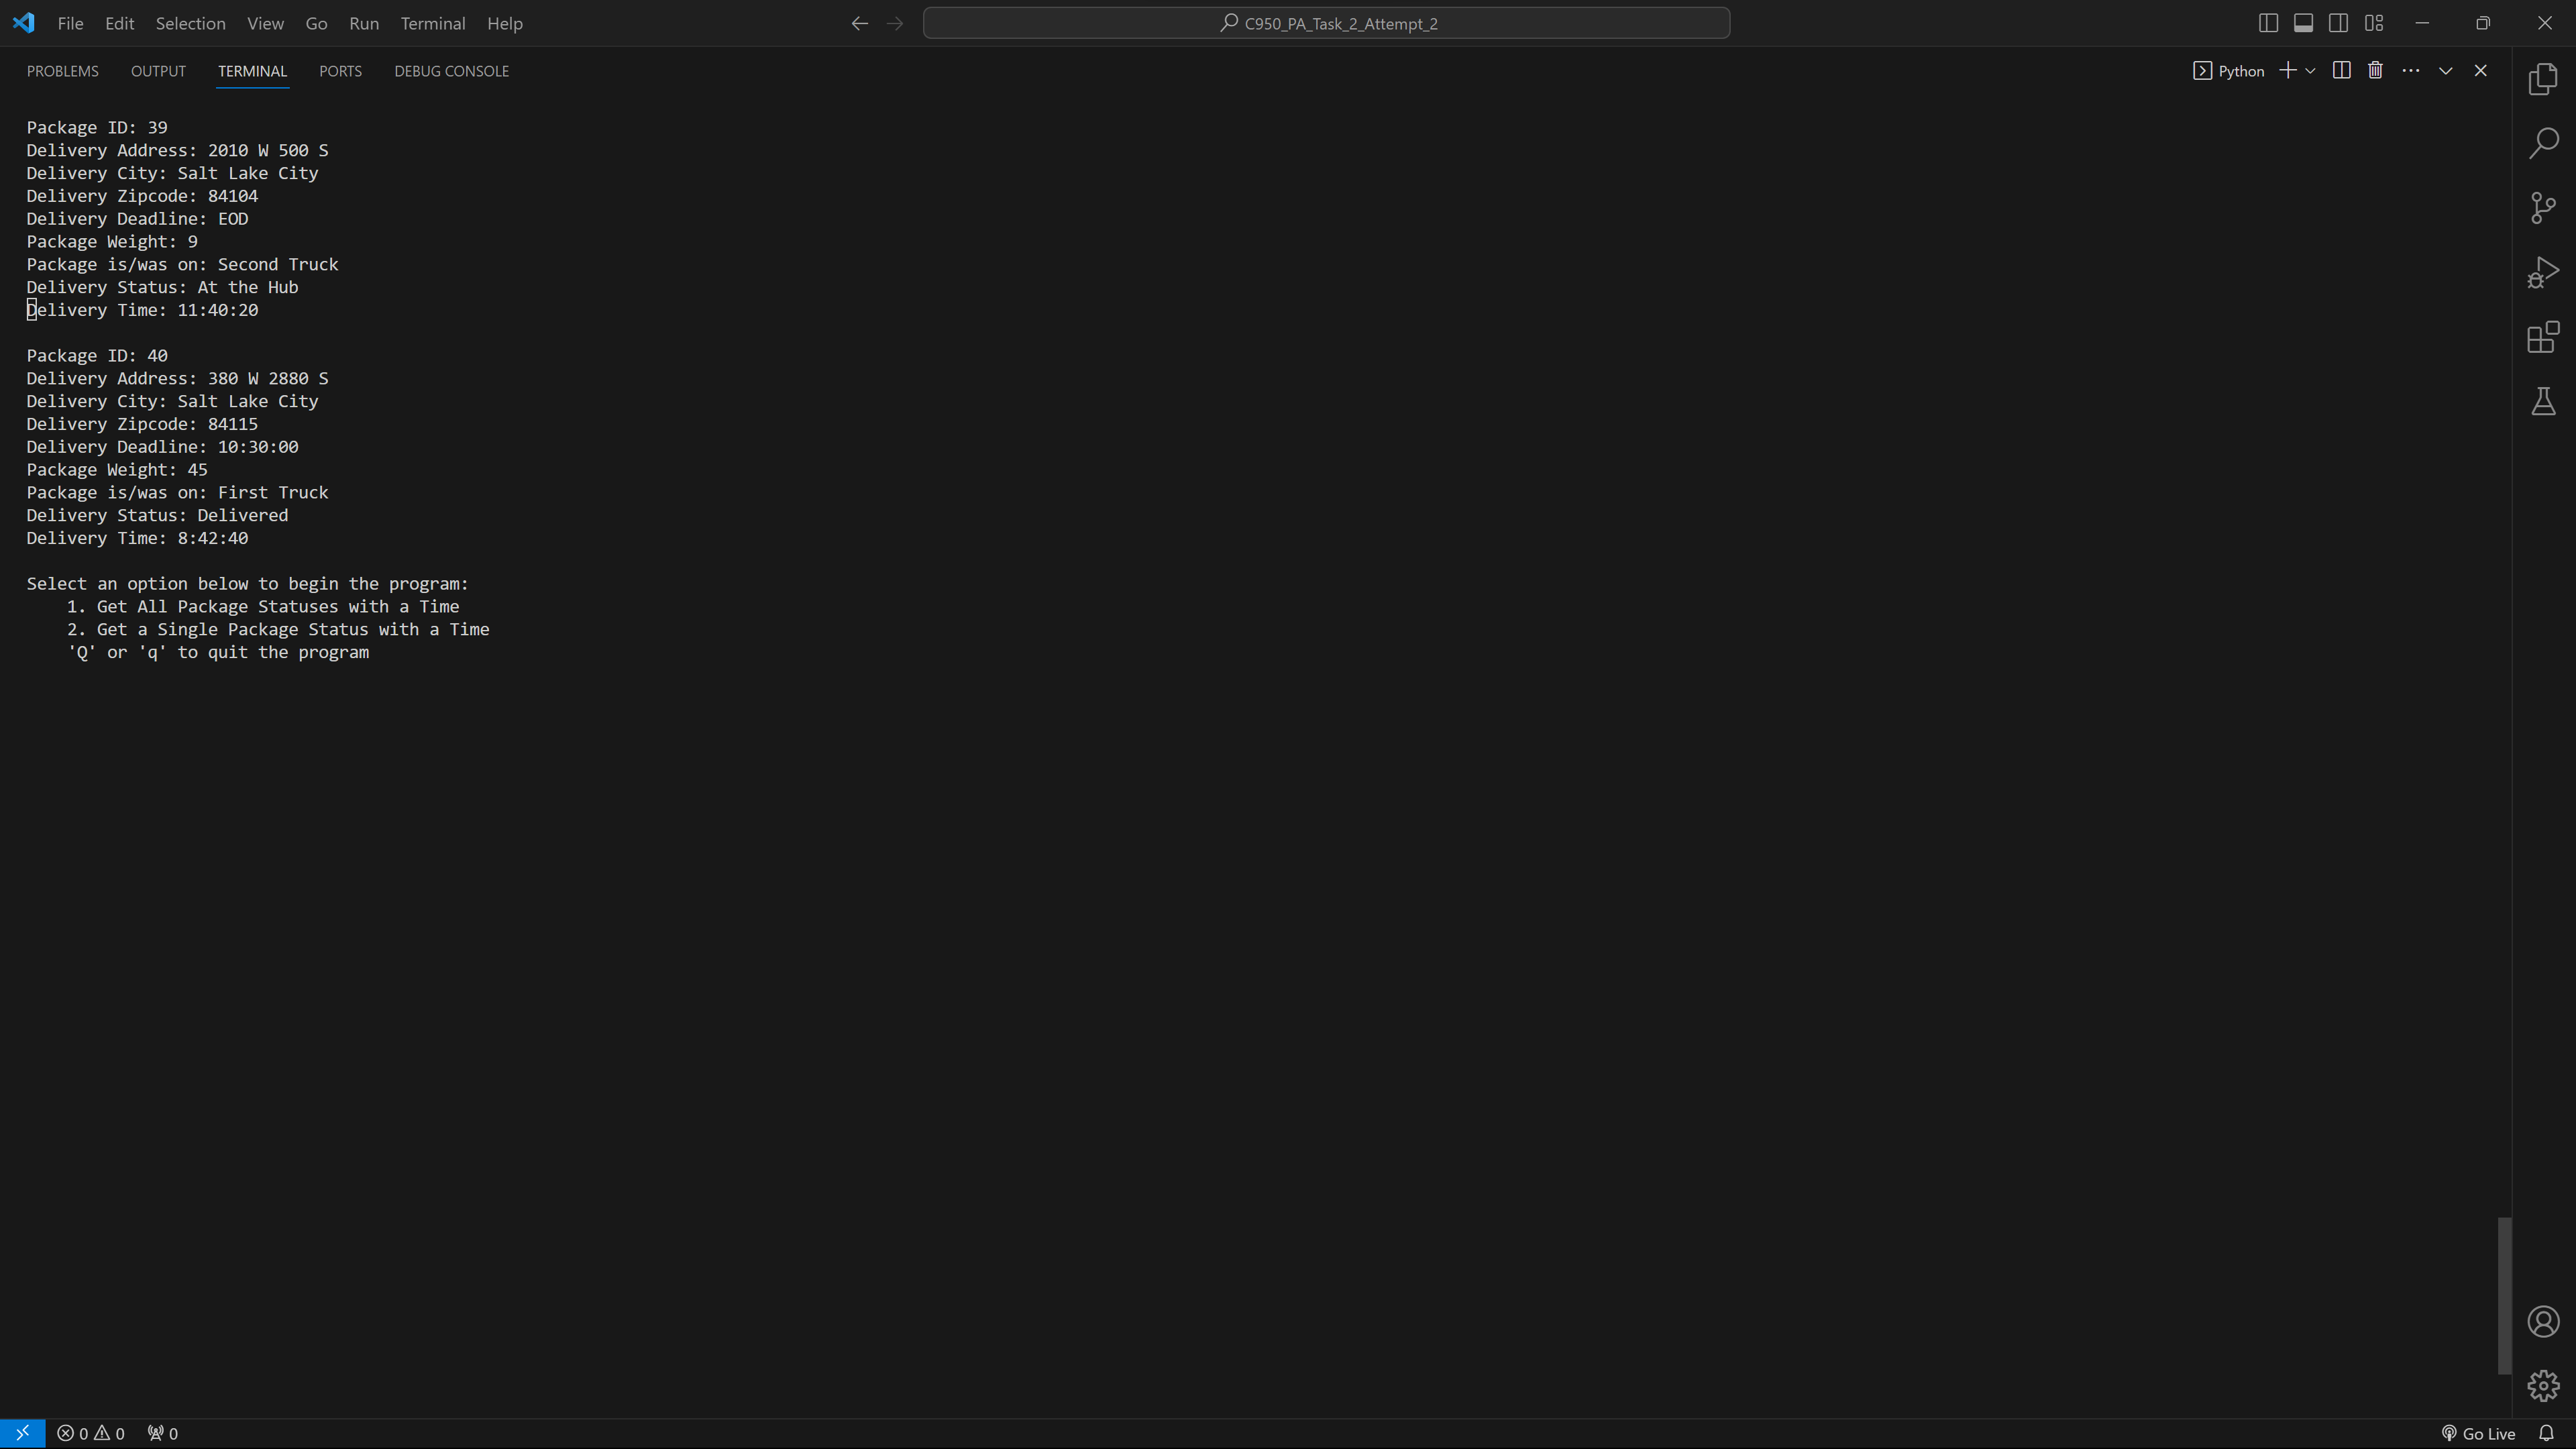 File Edit Selection View Go Run Terminal Help C950_PA_Task_2_Attempt_2
PROBLEMS OUTPUT TERMINAL PORTS DEBUG CONSOLE Python
Package ID: 39
Delivery Address: 2010 W 500 S
Delivery City: Salt Lake City
Delivery Zipcode: 84104
Delivery Deadline: EOD
Package Weight: 9
Package is/was on: Second Truck
Delivery Status: At the Hub
Delivery Time: 11:40:20
Package ID: 40
Delivery Address: 380 W 2880 S
Delivery City: Salt Lake City
Delivery Zipcode: 84115
Delivery Deadline: 10:30:00
Package Weight: 45
Package is/was on: First Truck
Delivery Status: Delivered
Delivery Time: 8:42:40
Select an option below to begin the program:
1. Get All Package Statuses with a Time
2. Get a Single Package Status with a Time
'Q' or 'q' to quit the program
0 0 0 Go Live